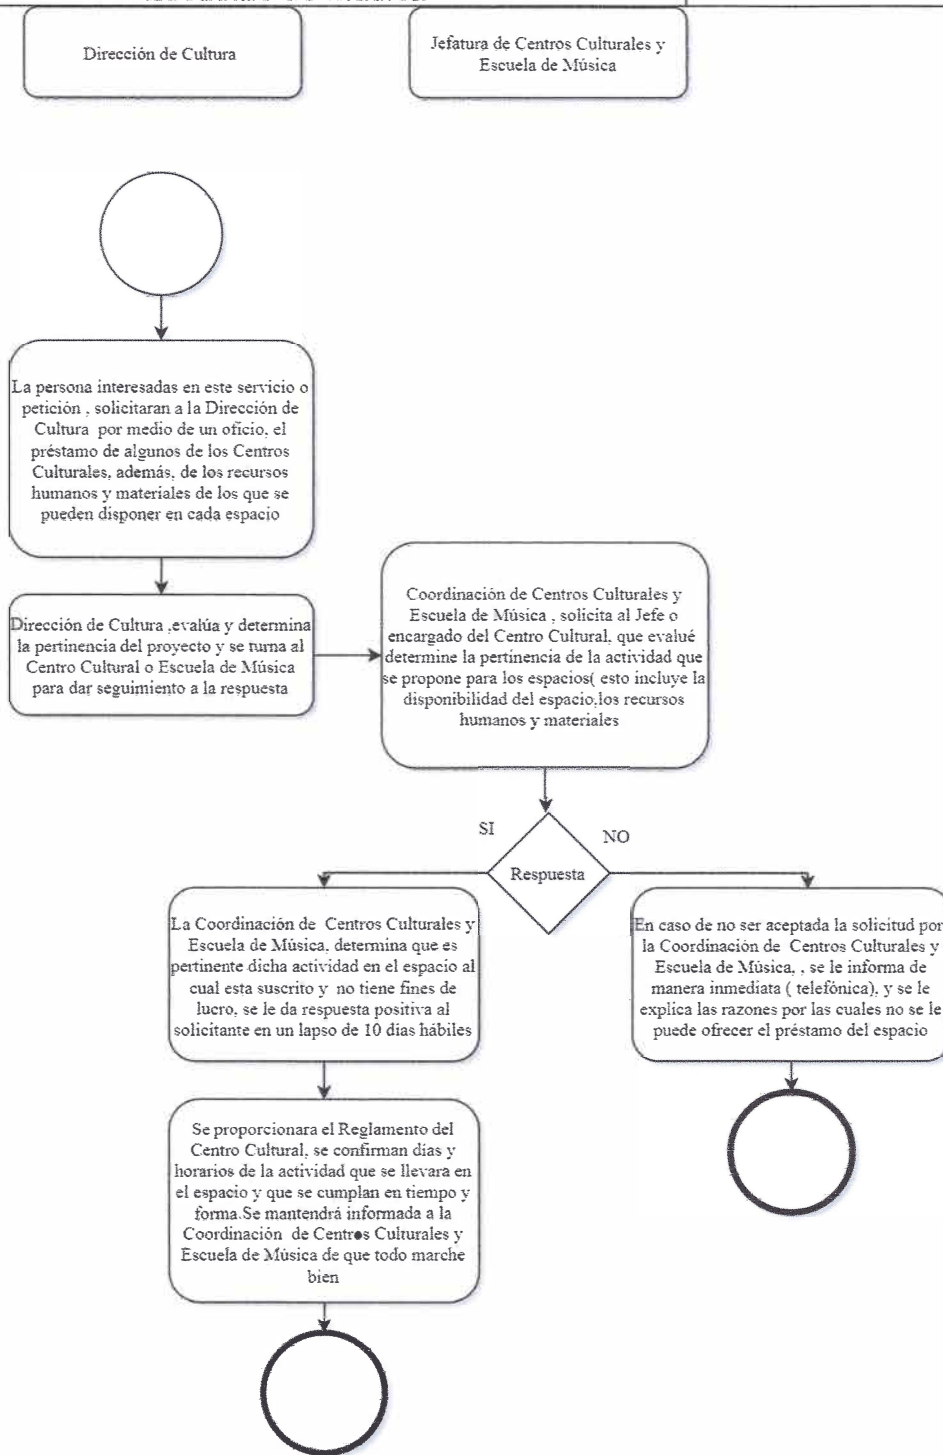 Dirección de Cultura
Jefatura de Centros Culturales y
Escuela de Música
La persona interesadas en este servicio o
petición , solicitaran a la Dirección de
Cultura por medio de un oficio, el
préstamo de algunos de los Centros
Culturales, además, de los recursos
humanos y materiales de los que se
pueden disponer en cada espacio
Dirección de Cultura ,evalúa y determina
la pertinencia del proyecto y se turna al
Centro Cultural o Escuela de Música
para dar seguimiento a la respuesta
Coordinación de Centros Culturales y
Escuela de Música , solicita al Jefe o
encargado del Centro Cultural, que evalué
determine la pertinencia de la actividad que
se propone para los espacios( esto incluye la
disponibilidad del espacio,los recursos
humanos y materiales
SI
NO
Respuesta
La Coordinación de Centros Culturales y
Escuela de Música, determina que es
pertinente dicha actividad en el espacio al
cual esta suscrito y no tiene fines de
lucro, se le da respuesta positiva al
solicitante en un lapso de 10 días hábiles
En caso de no ser aceptada la solicitud por
la Coordinación de Centros Culturales y
Escuela de Música, , se le informa de
manera inmediata ( telefónica), y se le
explica las razones por las cuales no se le
puede ofrecer el préstamo del espacio
Se proporcionara el Reglamento del
Centro Cultural, se confirman días y
horarios de la actividad que se llevara en
el espacio y que se cumplan en tiempo y
forma.Se mantendrá informada a la
Coordinación de Centros Culturales y
Escuela de Música de que todo marche
bien